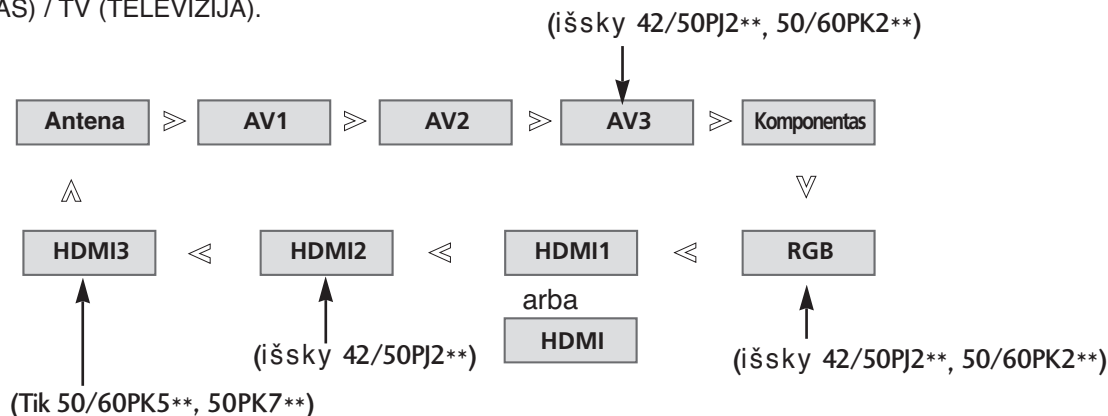 AS) / TV (TELEVIZIJA).
(išsky 42/50PJ2**, 50/60PK2**)
Antena ≫ AV1 ≫ AV2 ≫ AV3 ≫ Komponentas
HDMI3 ≪ HDMI2 ≪ HDMI1 ≪ RGB
arba
HDMI
(išsky 42/50PJ2**)
(išsky 42/50PJ2**, 50/60PK2**)
(Tik 50/60PK5**, 50PK7**)